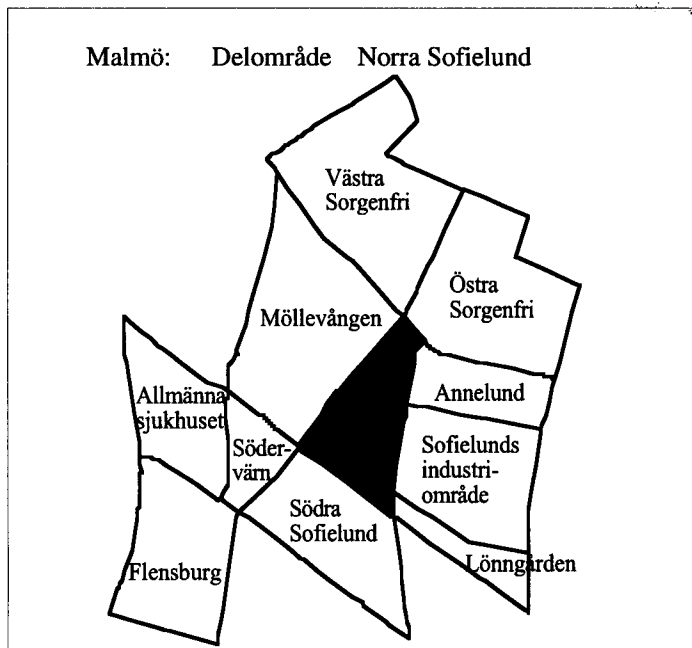 Malmö: Delområde Norra Sofielund
Västra
Sorgenfri
Östra
Sorgenfri
Möllevången
Allmänna
sjukhuset
Annelund
Söder-
värn
Sofielunds
industri-
område
Södra
Sofielund
Flensburg
Lönngården